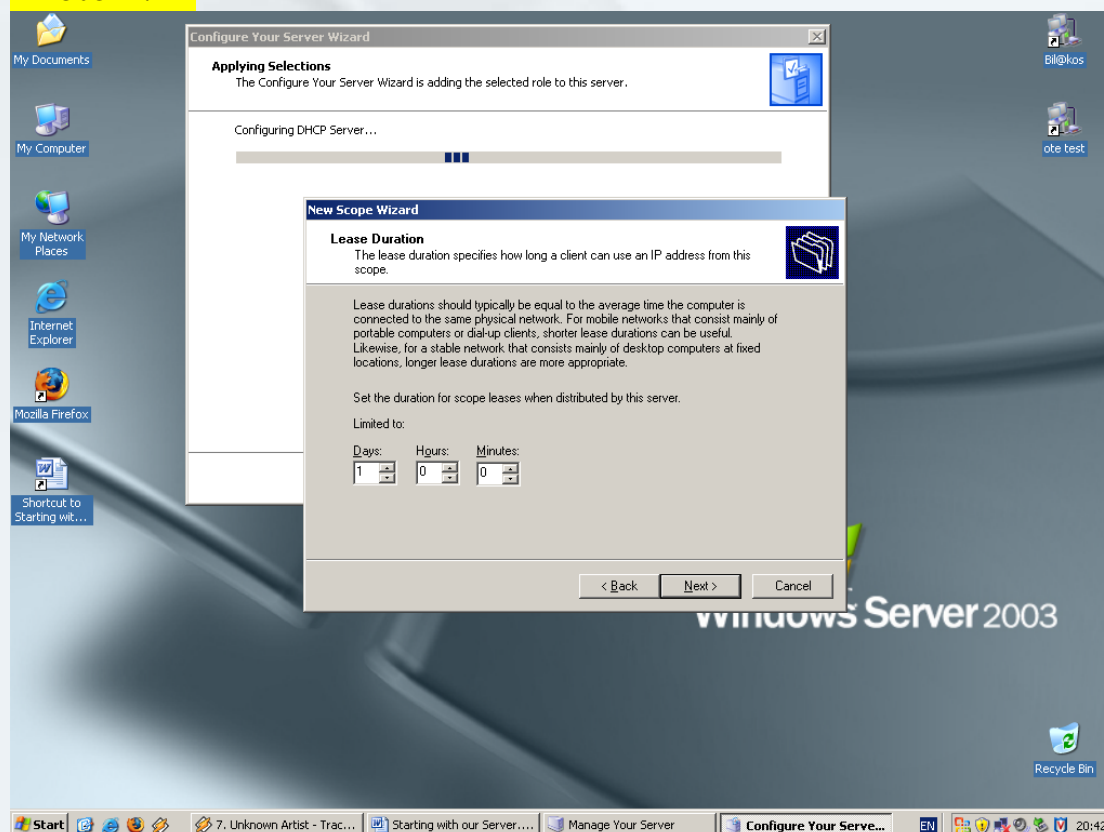 My Documents
My Computer
My Network
Places
Internet
Explorer
Mozilla Firefox
Shortcut to
Starting wit...
Configure Your Server Wizard
Applying Selections
The Configure Your Server Wizard is adding the selected role to this server.
Configuring DHCP Server...
New Scope Wizard
Lease Duration
The lease duration specifies how long a client can use an IP address from this
scope.
Lease durations should typically be equal to the average time the computer is
connected to the same physical network. For mobile networks that consist mainly of
portable computers or dial-up clients, shorter lease durations can be useful.
Likewise, for a stable network that consists mainly of desktop computers at fixed
locations, longer lease durations are more appropriate.
Set the duration for scope leases when distributed by this server.
Limited to:
Days: Hours: Minutes:
1 0 0
< Back Next > Cancel
Windows Server 2003
Bil@kos
ote test
Recycle Bin
Start 7. Unknown Artist - Trac... Starting with our Server.... Manage Your Server Configure Your Serve... EN 20:42